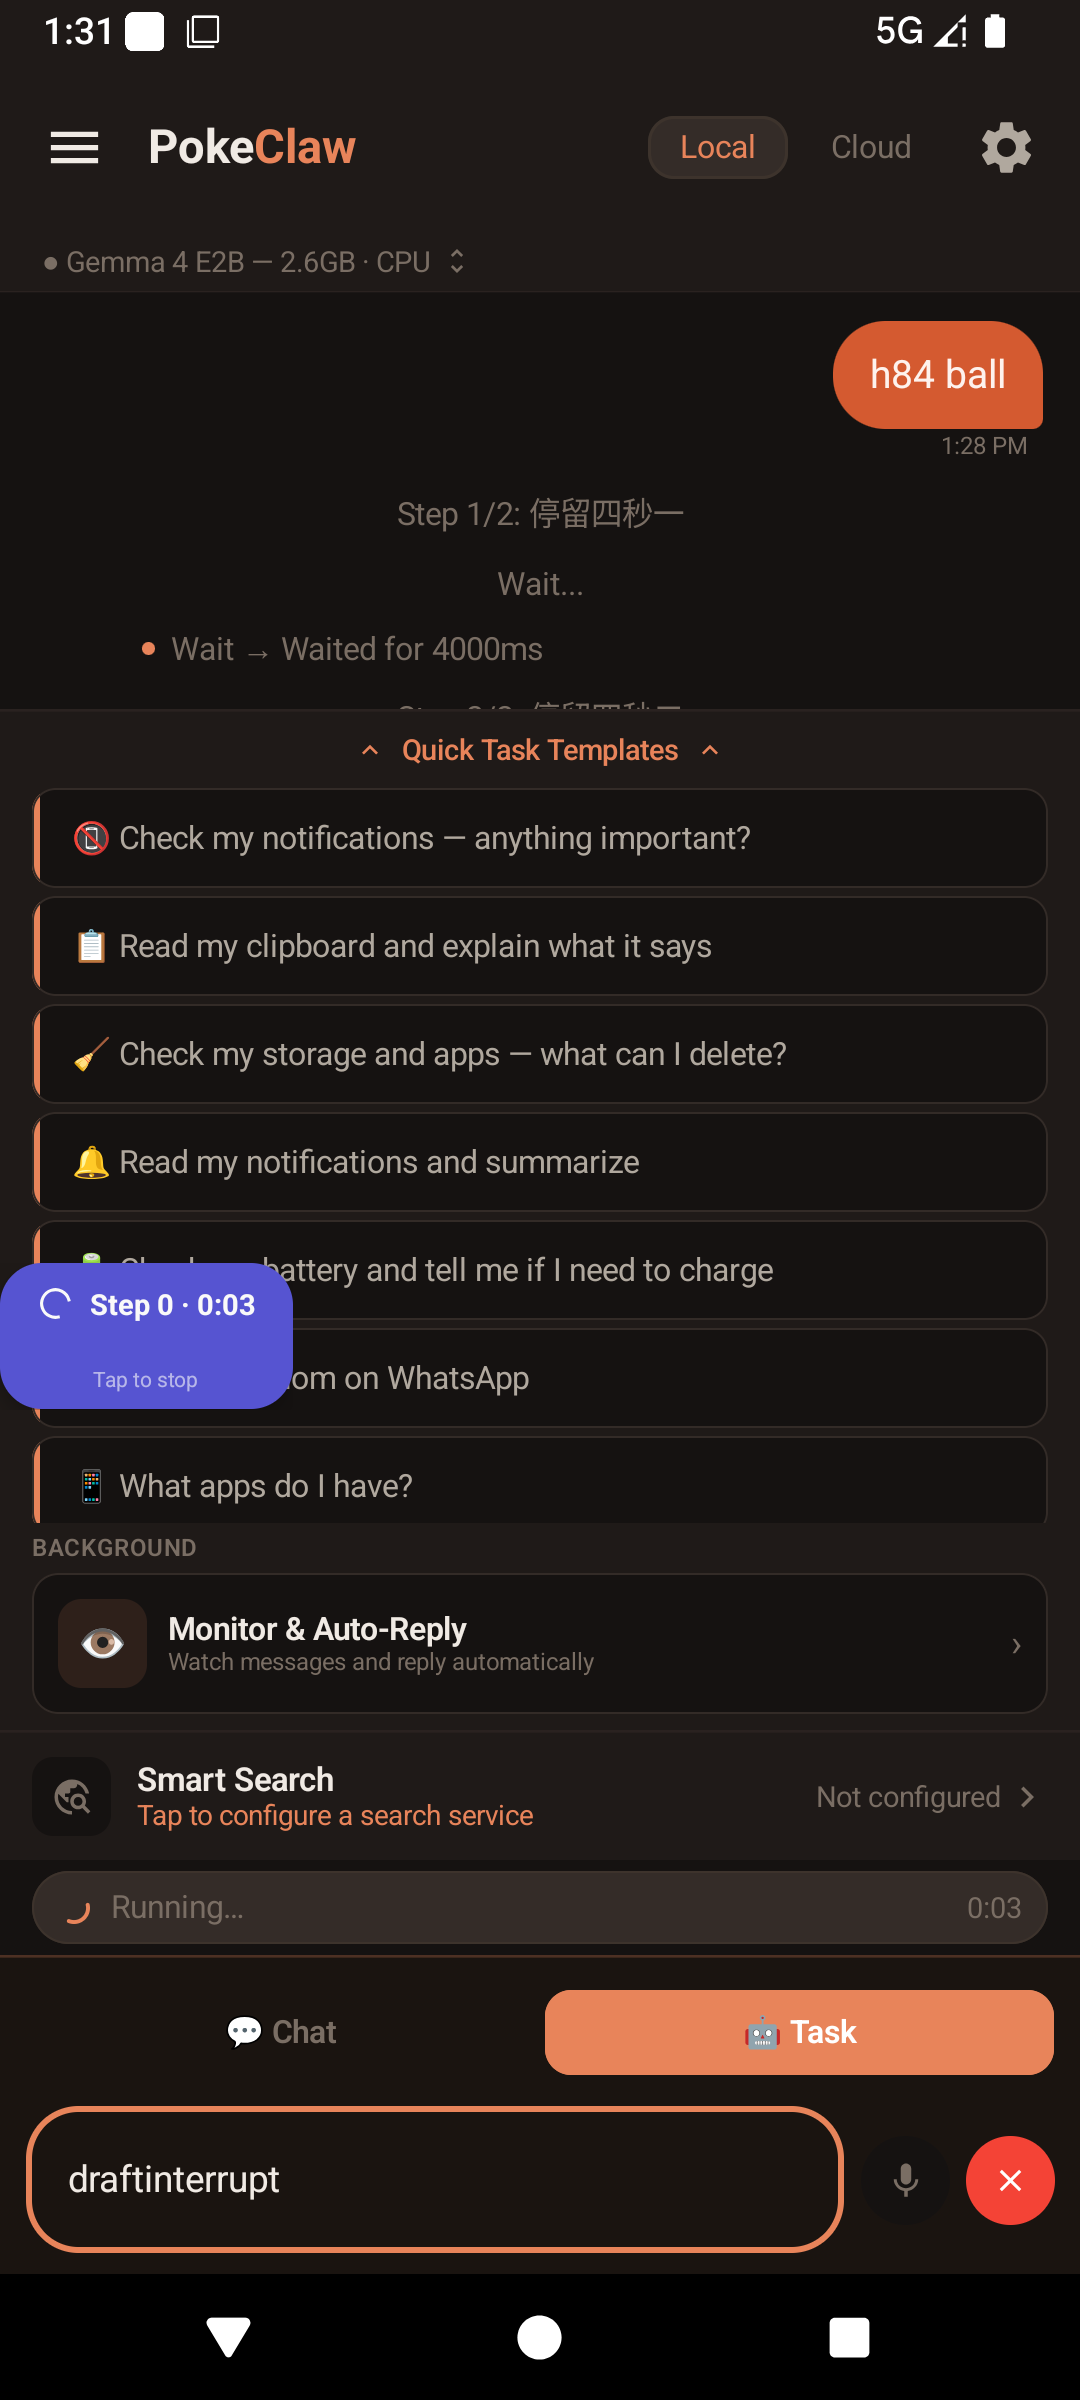 1:31
5G
PokeClaw
Local
Cloud
Gemma 4 E2B — 2.6GB · CPU
h84 ball
1:28 PM
Step 1/2: 停留四秒一
Wait...
Wait → Waited for 4000ms
Quick Task Templates
Check my notifications — anything important?
Read my clipboard and explain what it says
Check my storage and apps — what can I delete?
Read my notifications and summarize
battery and tell me if I need to charge
Step 0 · 0:03
Tap to stop
on WhatsApp
What apps do I have?
BACKGROUND
Monitor & Auto-Reply
Watch messages and reply automatically
Smart Search
Tap to configure a search service
Not configured
Running...
0:03
Chat
Task
draftinterrupt